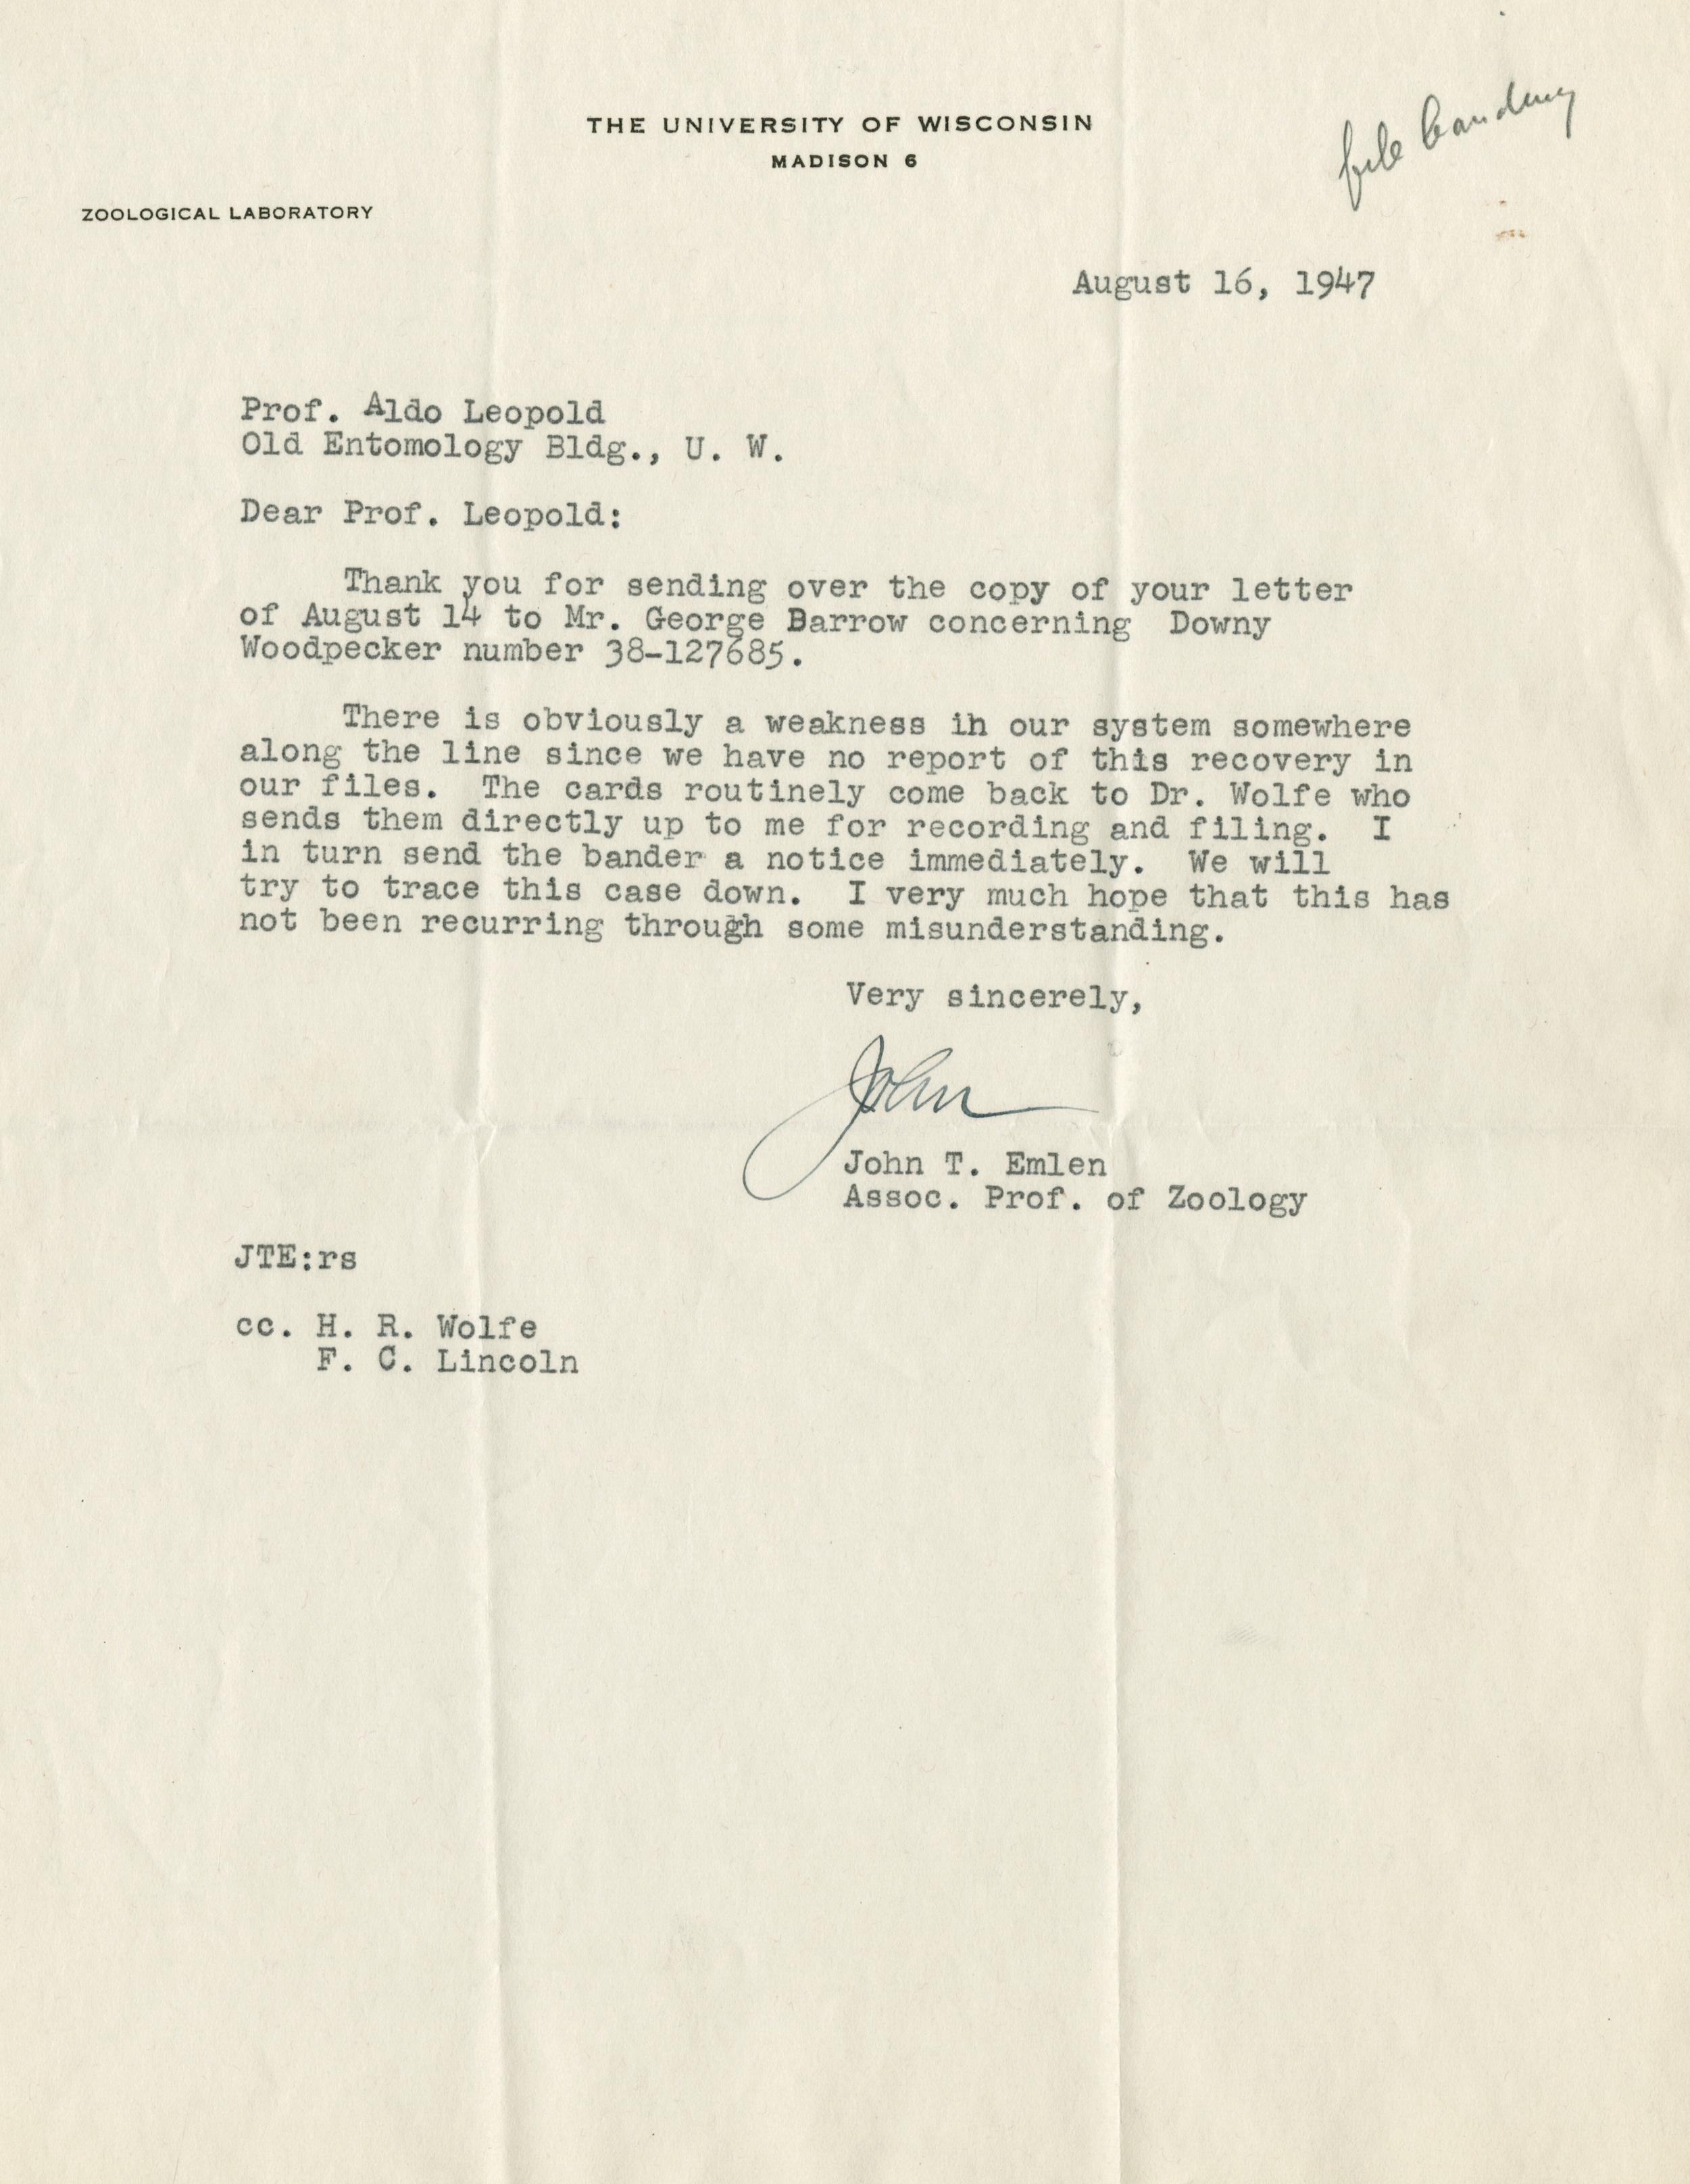 THE UNIVERSITY OF WISCONSIN
MADISON 6
file banding
ZOOLOGICAL LABORATORY
August 16, 1947
Prof. Aldo Leopold
Old Entomology Bldg., U. W.
Dear Prof. Leopold:
Thank you for sending over the copy of your letter
of August 14 to Mr. George Barrow concerning Downy
Woodpecker number 38-127685.
There is obviously a weakness in our system somewhere
along the line since we have no report of this recovery in
our files. The cards routinely come back to Dr. Wolfe who
sends them directly up to me for recording and filing. I
in turn send the bander a notice immediately. We will
try to trace this case down. I very much hope that this has
not been recurring through some misunderstanding.
Very sincerely,
John
John T. Emlen
Assoc. Prof. of Zoology
JTE:rs
cc. H. R. Wolfe
F. C. Lincoln